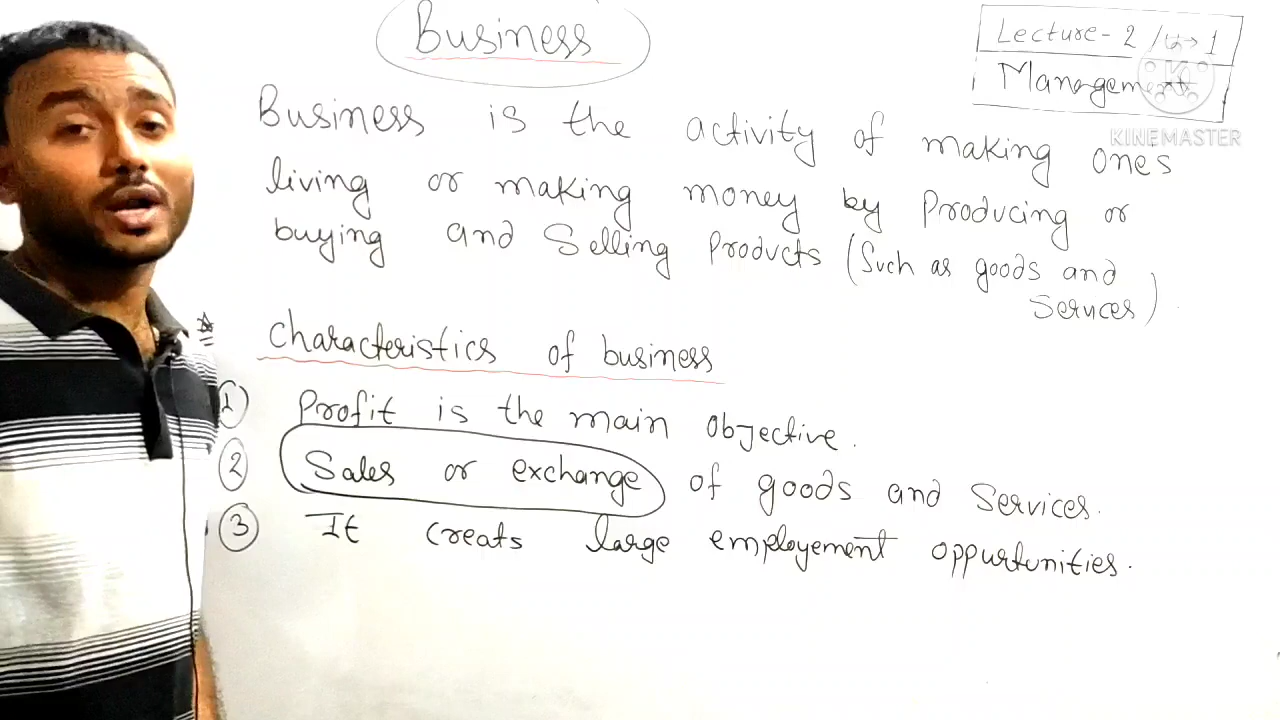 Business
Lecture-2 /U→1
Management
KINEMASTER
Business is the activity of making one's
living or making money by Producing or
buying and Selling Products (Such as goods and
Services)
Characteristics of business
1 Profit is the main Objective.
2 Sales or exchange of goods and Services.
3 It creats large employement oppurtunities.